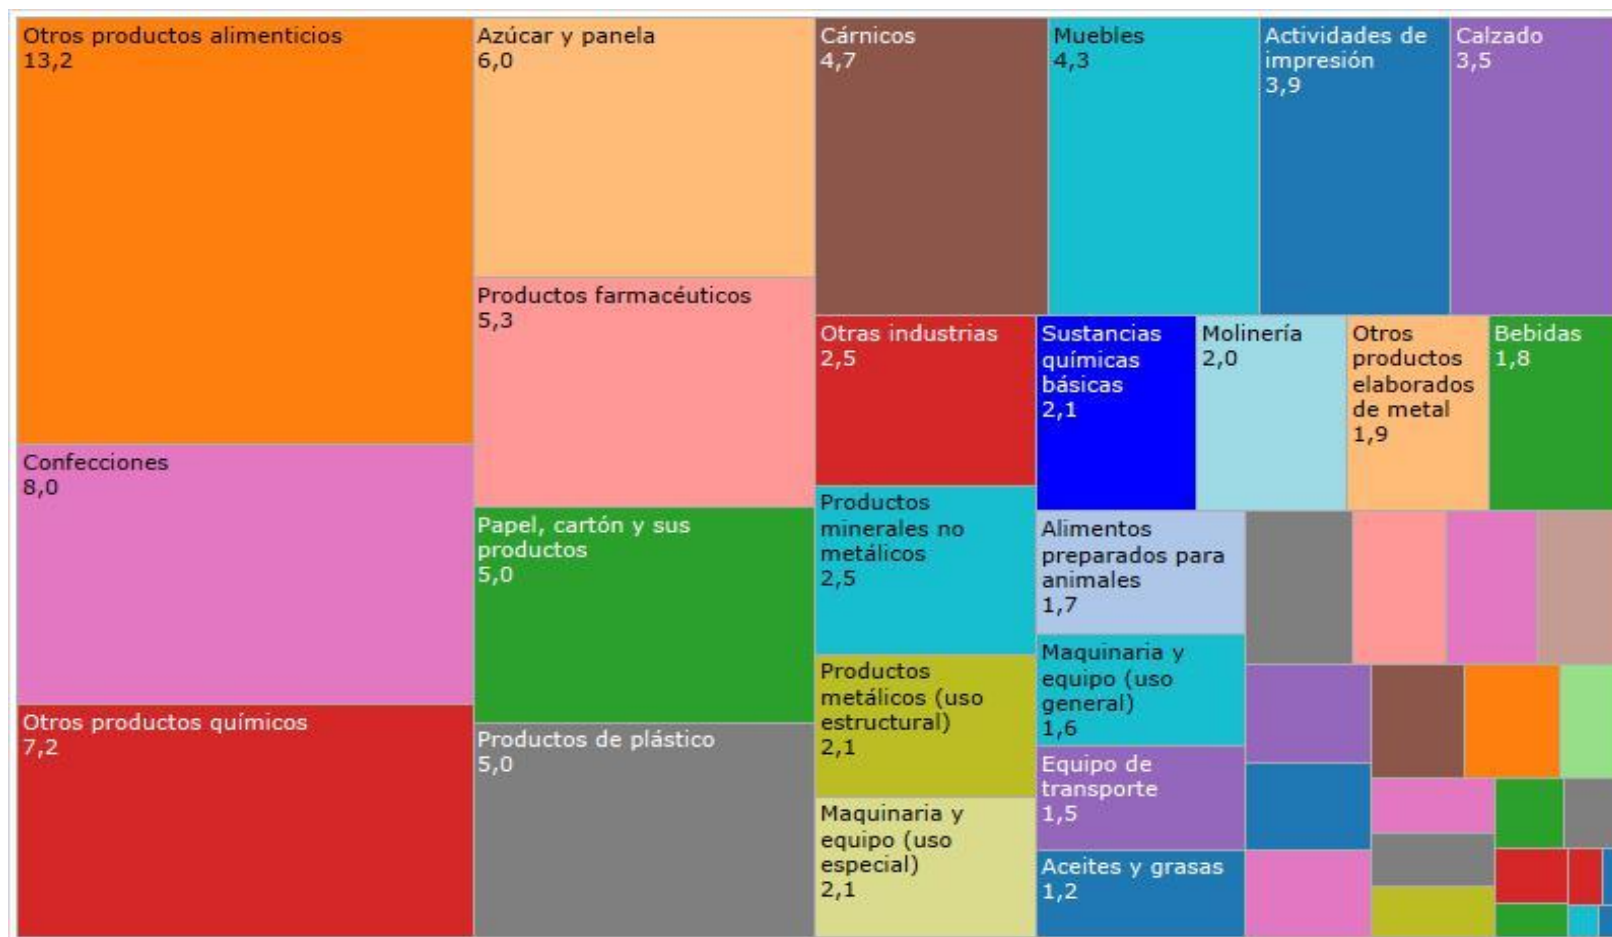 Otros productos alimenticios
13,2
Confecciones
8,0
Otros productos químicos
7,2
Azúcar y panela
6,0
Productos farmacéuticos
5,3
Papel, cartón y sus
productos
5,0
Productos de plástico
5,0
Cárnicos
4,7
Muebles
4,3
Actividades de
impresión
3,9
Calzado
3,5
Otras industrias
2,5
Productos
minerales no
metálicos
2,5
Productos
metálicos (uso
estructural)
2,1
Maquinaria y
equipo (uso
especial)
2,1
Sustancias
químicas
básicas
2,1
Molinería
2,0
Otros
productos
elaborados
de metal
1,9
Bebidas
1,8
Alimentos
preparados para
animales
1,7
Maquinaria y
equipo (uso
general)
1,6
Equipo de
transporte
1,5
Aceites y grasas
1,2